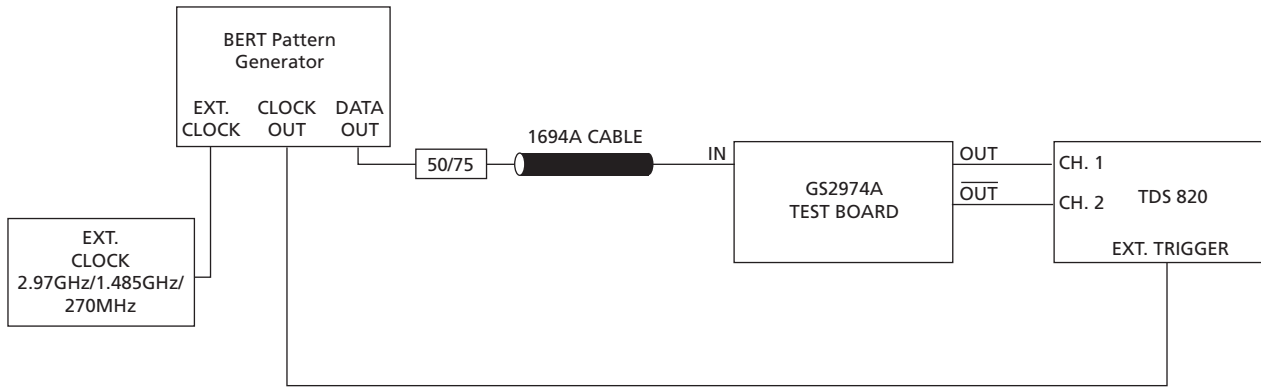 BERT Pattern
Generator
EXT.
CLOCK
CLOCK
OUT
DATA
OUT
50/75
1694A CABLE
IN
GS2974A
TEST BOARD
OUT
OUT
CH. 1
CH. 2
TDS 820
EXT. TRIGGER
EXT.
CLOCK
2.97GHz/1.485GHz/
270MHz